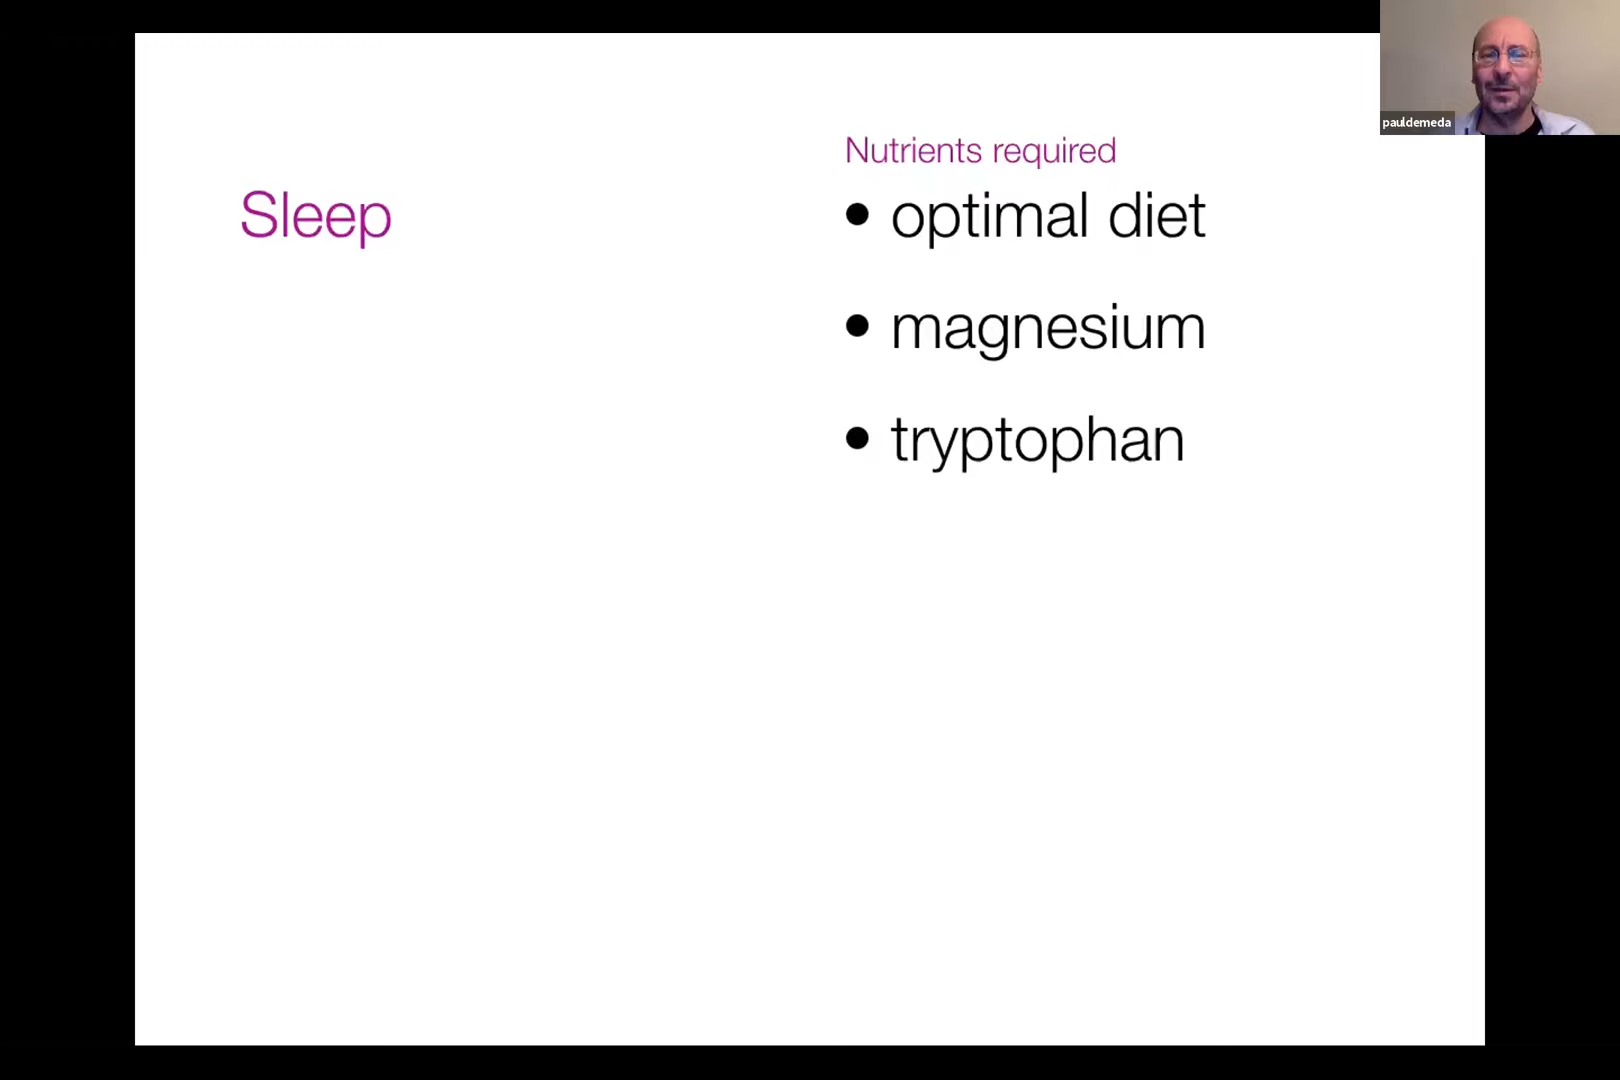 Sleep
Nutrients required
• optimal diet
• magnesium
• tryptophan
pauldemeda